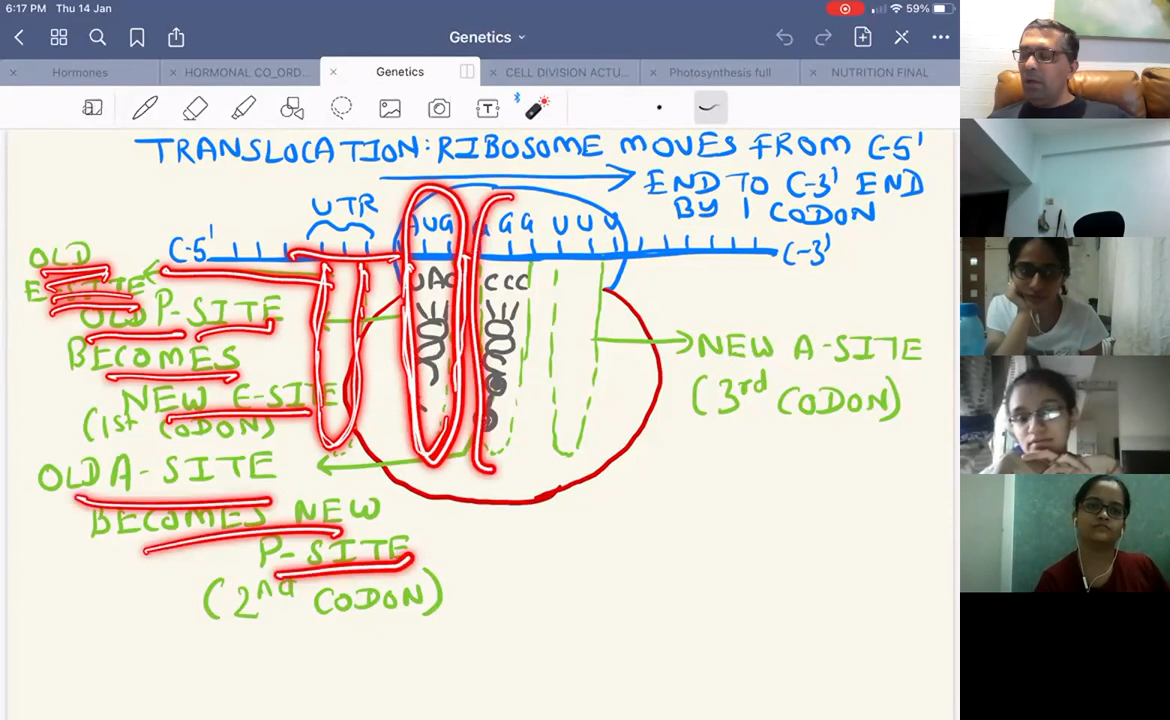 6:17 PM Thu 14 Jan
59%
Genetics
Hormones
HORMONAL CO_ORD...
Genetics
CELL DIVISION ACTU...
Photosynthesis full
NUTRITION FINAL
TRANSLOCATION: RIBOSOME MOVES FROM C-5'
END TO C-3' END
BY 1 CODON
UTR
AUG GG UUU
C-5'
C-3'
OLD
E-SITE
UAC CCC
OLD P-SITE
BECOMES
NEW E-SITE
(1st CODON)
NEW A-SITE
(3rd CODON)
OLD A-SITE
BECOMES NEW
P-SITE
(2nd CODON)